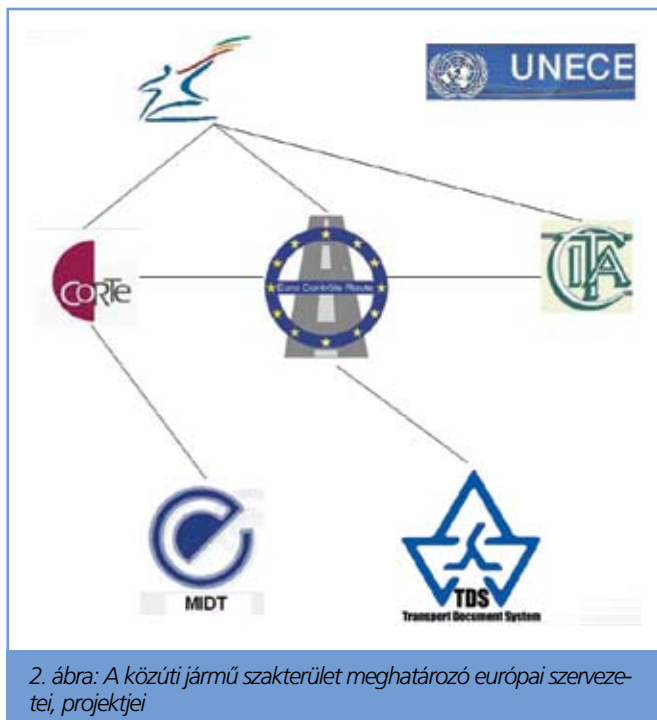 UNECE
CORTE
Euro Contrôle Route
CITA
MIDT
TDS
Transport Document System
2. ábra: A közúti jármű szakterület meghatározó európai szerveze-
tei, projektjei